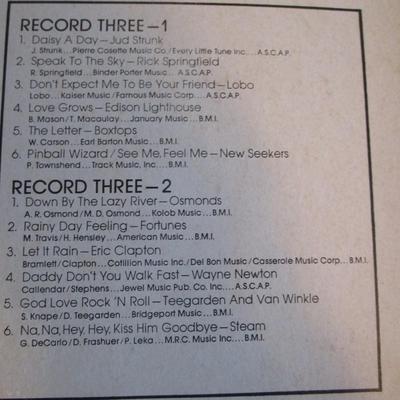 RECORD THREE—1
1. Daisy A Day—Jud Strunk
J. Strunk...Pierre Cosette Music Co./Every Little Tune Inc....A.S.C.A.P.
2. Speak To The Sky—Rick Springfield
R. Springfield...Binder Porter Music...A.S.C.A.P.
3. Don't Expect Me To Be Your Friend—Lobo
Lobo...Kaiser Music/Famous Music Corp....A.S.C.A.P.
4. Love Grows—Edison Lighthouse
B. Mason/T. Macaulay...January Music...B.M.I.
5. The Letter—Boxtops
W. Carson...Earl Barton Music...B.M.I.
6. Pinball Wizard/See Me, Feel Me—New Seekers
P. Townshend...Track Music, Inc....B.M.I.
RECORD THREE—2
1. Down By The Lazy River—Osmonds
A. R. Osmond/M. D. Osmond...Kolob Music...B.M.I.
2. Rainy Day Feeling—Fortunes
M. Travis/H. Hensley...American Music...B.M.I.
3. Let It Rain—Eric Clapton
Bramlett/Clapton...Cotillion Music Inc./Del Bon Music/Casserole Music Corp...B.M.I.
4. Daddy Don't You Walk Fast—Wayne Newton
Callendar/Stephens...Jewel Music Pub. Co. Inc....A.S.C.A.P.
5. God Love Rock 'N Roll—Teegarden And Van Winkle
S. Knape/D. Teegarden...Bridgeport Music...B.M.I.
6. Na, Na, Hey, Hey, Kiss Him Goodbye—Steam
G. DeCarlo/D. Frashuer/P. Leka...M.R.C. Music Inc....B.M.I.